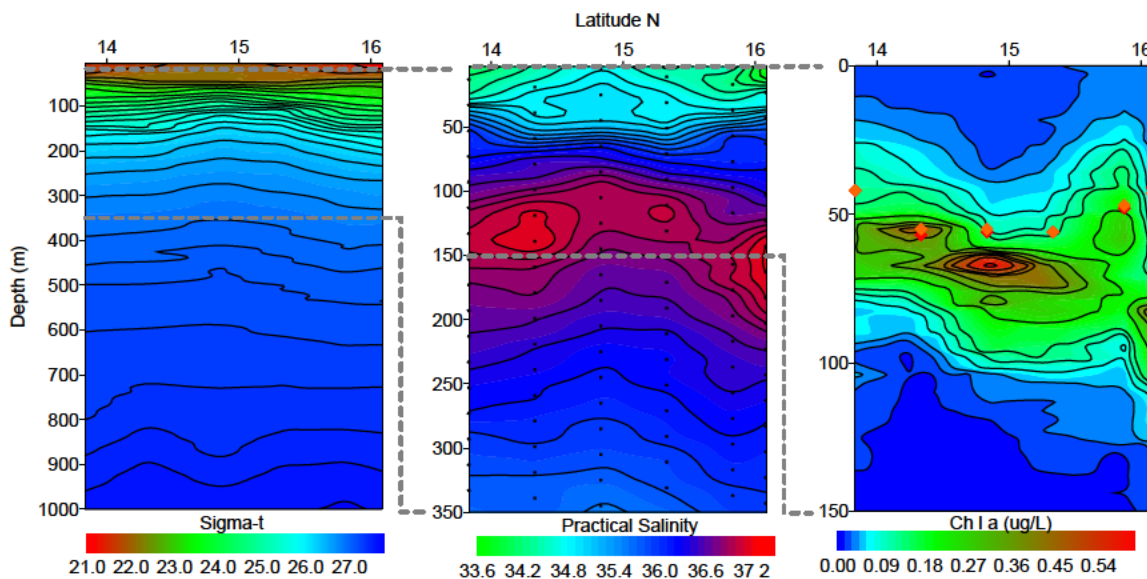 Latitude N
14 15 16
14 15 16
14 15 16
Depth (m)
100
200
300
400
500
600
700
800
900
1000
0
50
100
150
200
250
300
350
0
50
100
150
Sigma-t
21.0 22.0 23.0 24.0 25.0 26.0 27.0
Practical Salinity
33.6 34.2 34.8 35.4 36.0 36.6 37.2
Ch l a (ug/L)
0.00 0.09 0.18 0.27 0.36 0.45 0.54